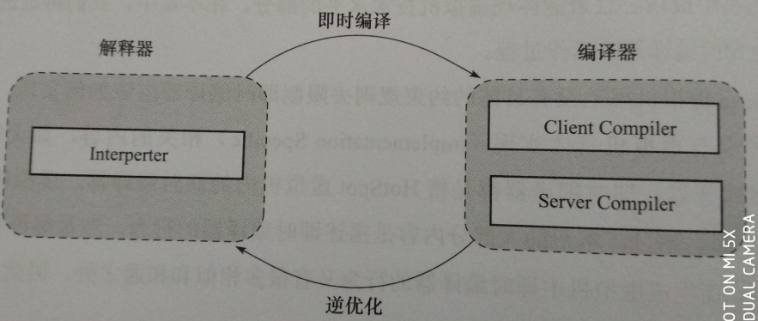 即时编译
解释器
编译器
Interperter
Client Compiler
Server Compiler
逆优化
OT ON MI 5X
DUAL CAMERA